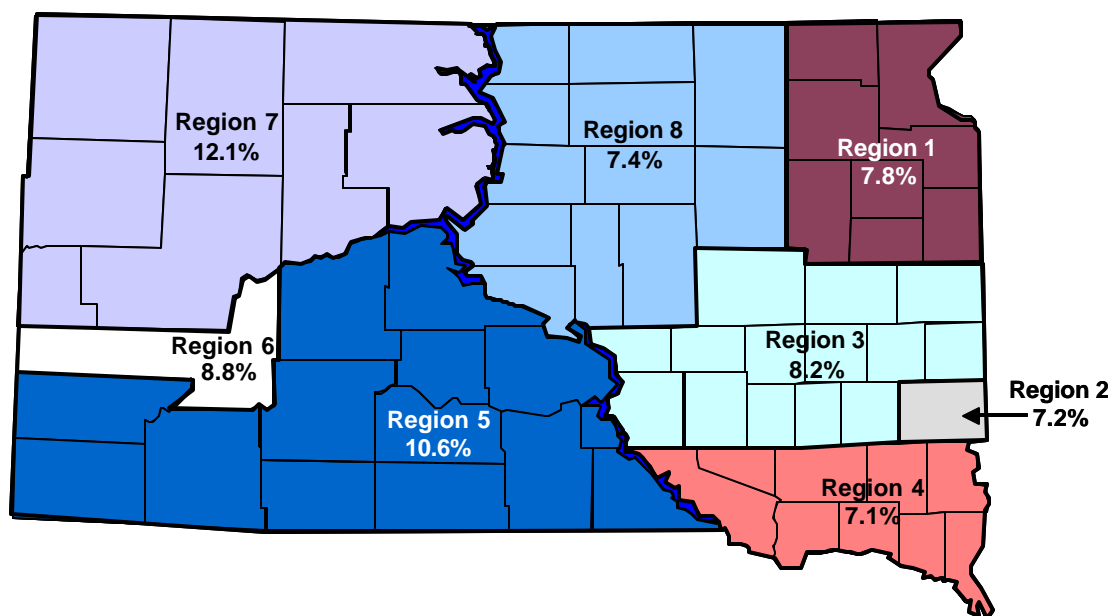 Region 7
12.1%
Region 8
7.4%
Region 1
7.8%
Region 6
8.8%
Region 3
8.2%
Region 2
7.2%
Region 5
10.6%
Region 4
7.1%